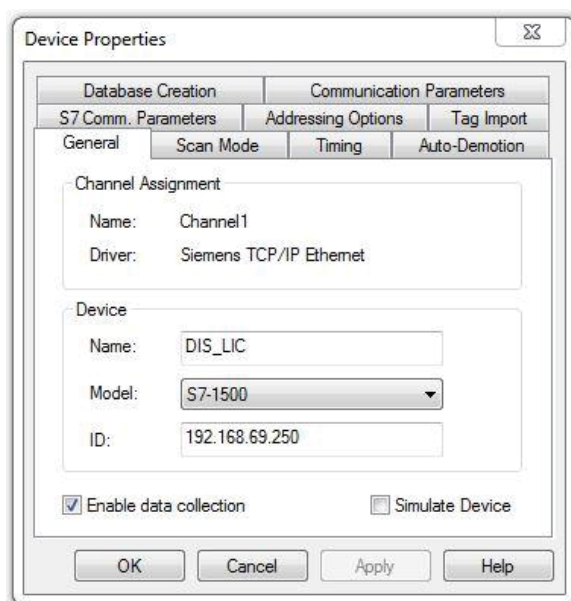 Device Properties
Database Creation Communication Parameters
S7 Comm. Parameters Addressing Options Tag Import
General Scan Mode Timing Auto-Demotion
Channel Assignment
Name: Channel1
Driver: Siemens TCP/IP Ethernet
Device
Name: DIS_LIC
Model: S7-1500
ID: 192.168.69.250
Enable data collection Simulate Device
OK Cancel Apply Help